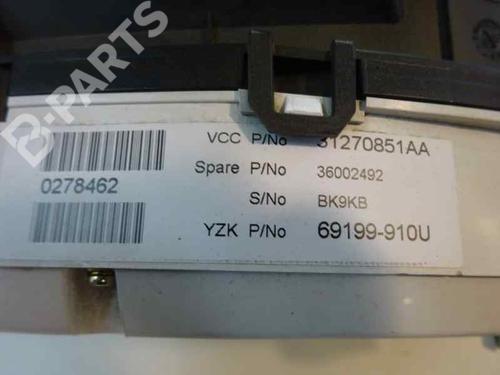 B-PARTS
0278462
VCC P/No 31270851AA
Spare P/No 36002492
S/No BK9KB
YZK P/No 69199-910U